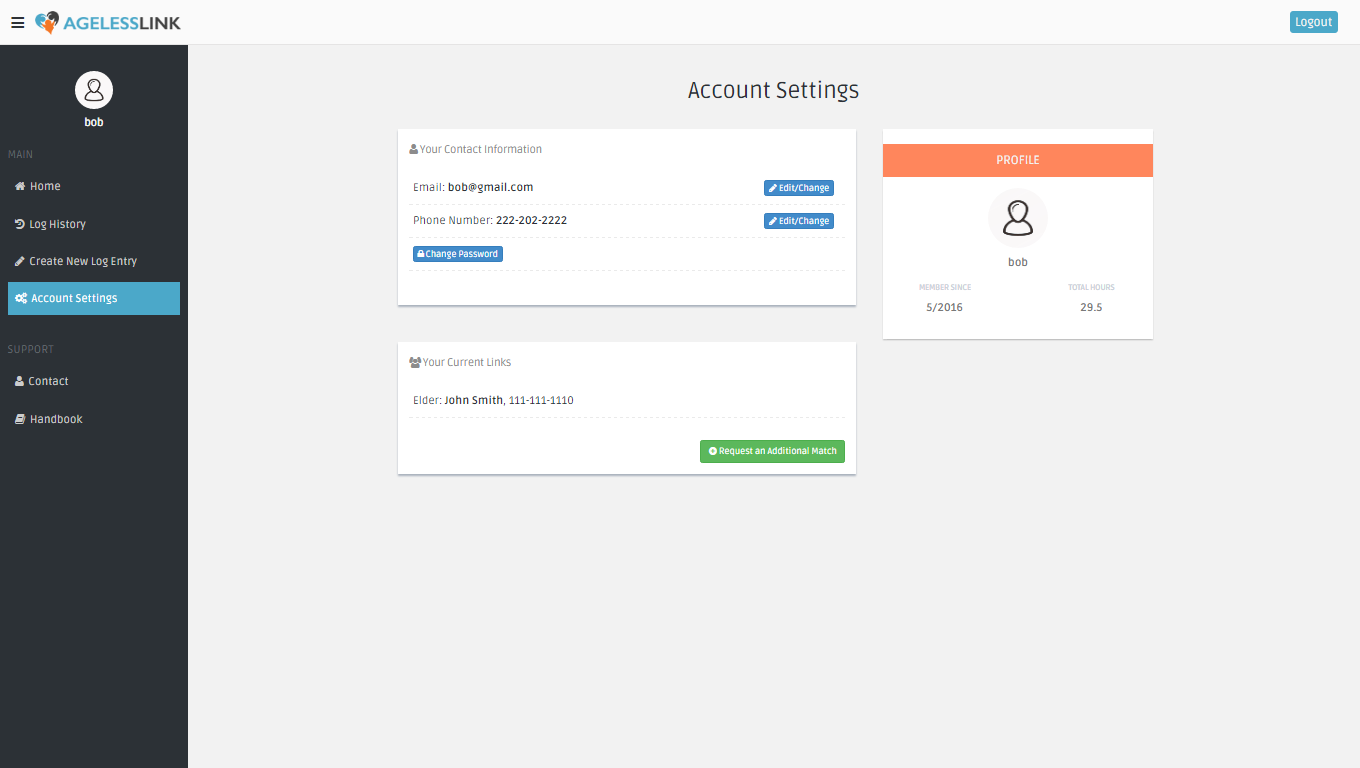 AGELESSLINK
Logout
bob
MAIN
Home
Log History
Create New Log Entry
Account Settings
SUPPORT
Contact
Handbook
Account Settings
Your Contact Information
Email: bob@gmail.com
Edit/Change
Phone Number: 222-202-2222
Edit/Change
Change Password
Your Current Links
Elder: John Smith, 111-111-1110
Request an Additional Match
PROFILE
bob
MEMBER SINCE TOTAL HOURS
5/2016 29.5